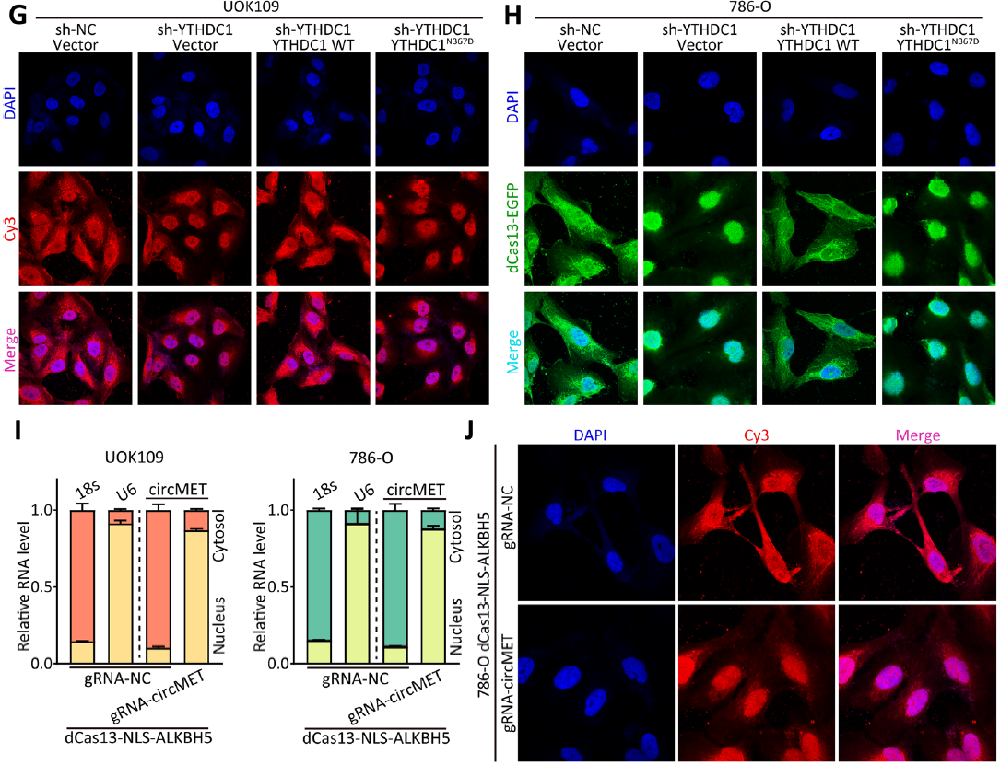 G
UOK109
sh-NC
Vector
sh-YTHDC1
Vector
sh-YTHDC1
YTHDC1 WT
sh-YTHDC1
YTHDC1N367D
DAPI
Cy3
Merge
H
786-O
sh-NC
Vector
sh-YTHDC1
Vector
sh-YTHDC1
YTHDC1 WT
sh-YTHDC1
YTHDC1N367D
DAPI
dCas13-EGFP
Merge
I
UOK109
18s
U6
circMET
Relative RNA level
1.0
0.5
0.0
Cytosol
Nucleus
gRNA-NC
gRNA-circMET
dCas13-NLS-ALKBH5
786-O
18s
U6
circMET
Relative RNA level
1.0
0.5
0.0
Cytosol
Nucleus
gRNA-NC
gRNA-circMET
dCas13-NLS-ALKBH5
J
DAPI
Cy3
Merge
786-O dCas13-NLS-ALKBH5
gRNA-NC
gRNA-circMET